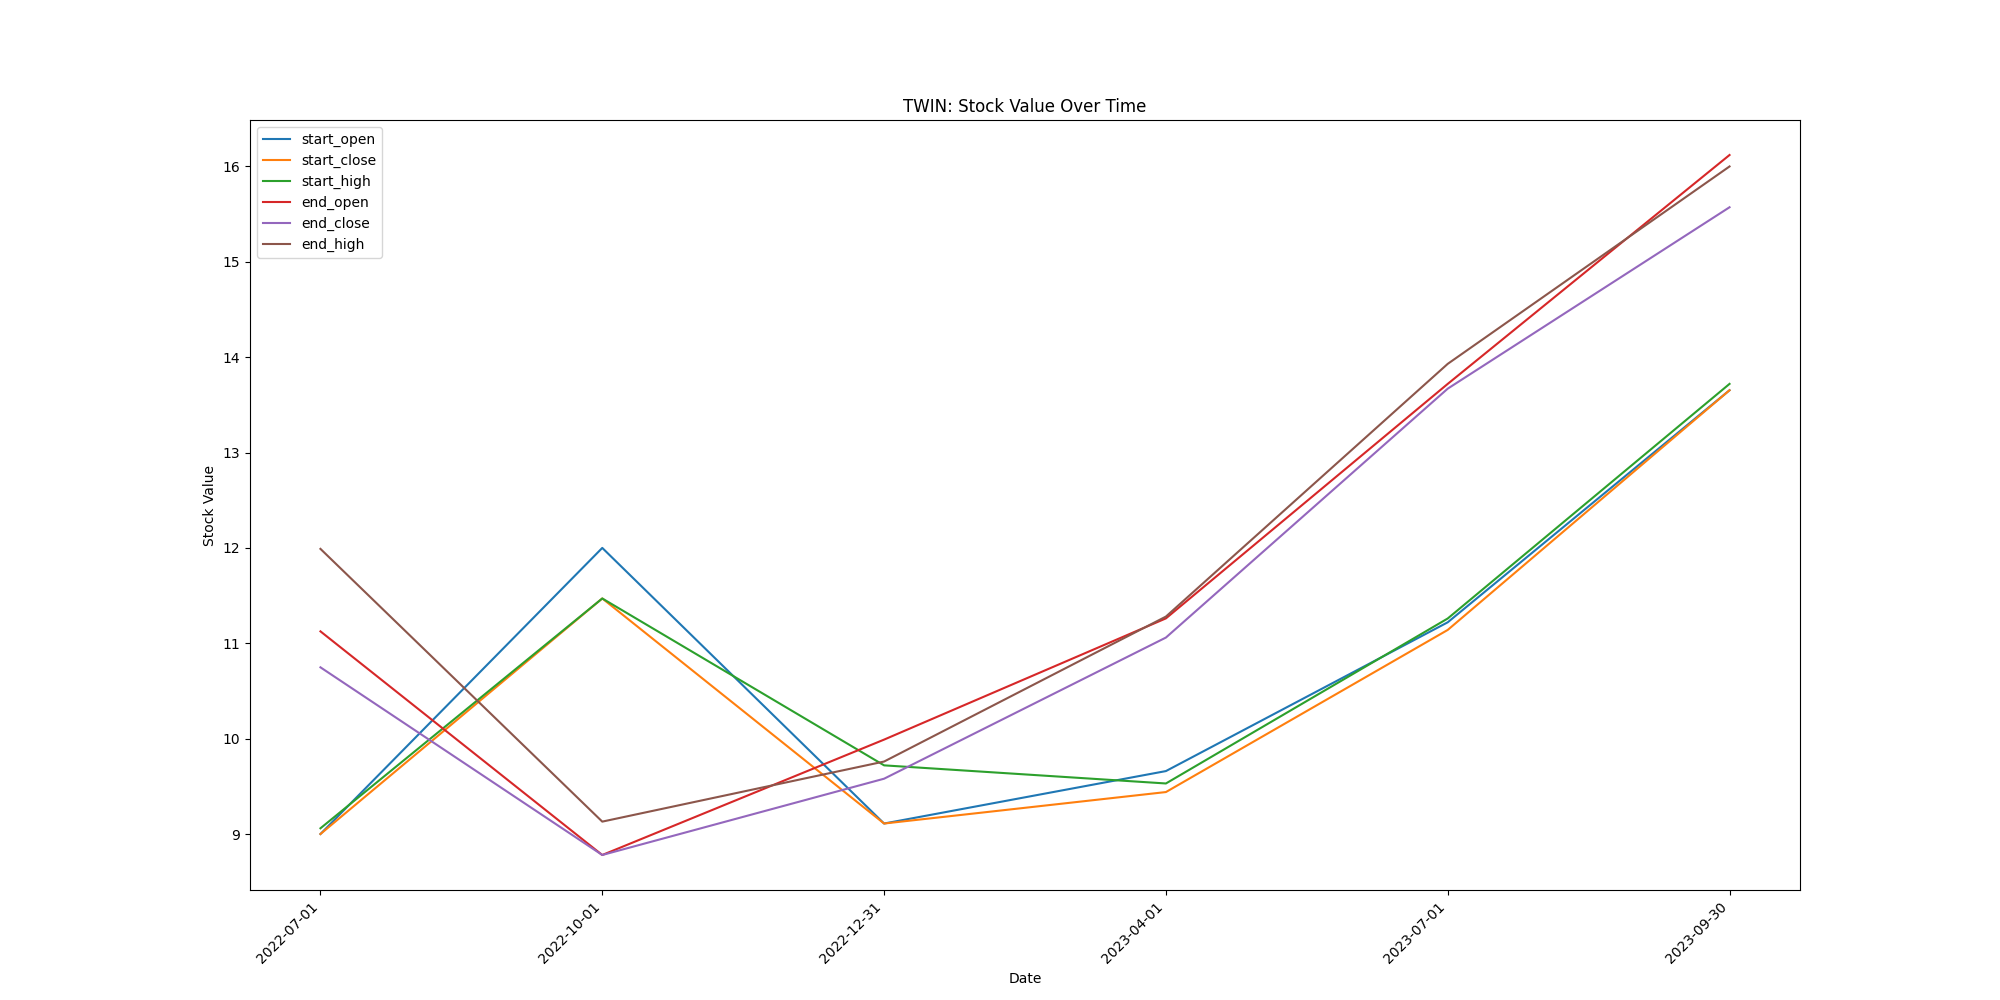 TWIN: Stock Value Over Time
start_open
start_close
start_high
end_open
end_close
end_high
16
15
14
13
12
11
10
9
Stock Value
2022-07-01
2022-10-01
2022-12-31
2023-04-01
2023-07-01
2023-09-30
Date